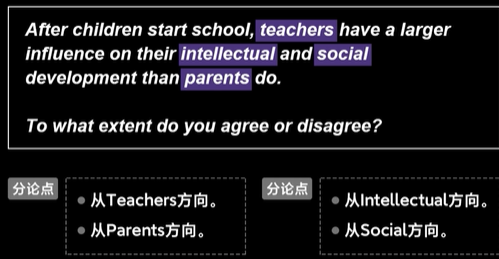 After children start school, teachers have a larger
influence on their intellectual and social
development than parents do.
To what extent do you agree or disagree?
分论点
从Teachers方向。
从Parents方向。
分论点
从Intellectual方向。
从Social方向。